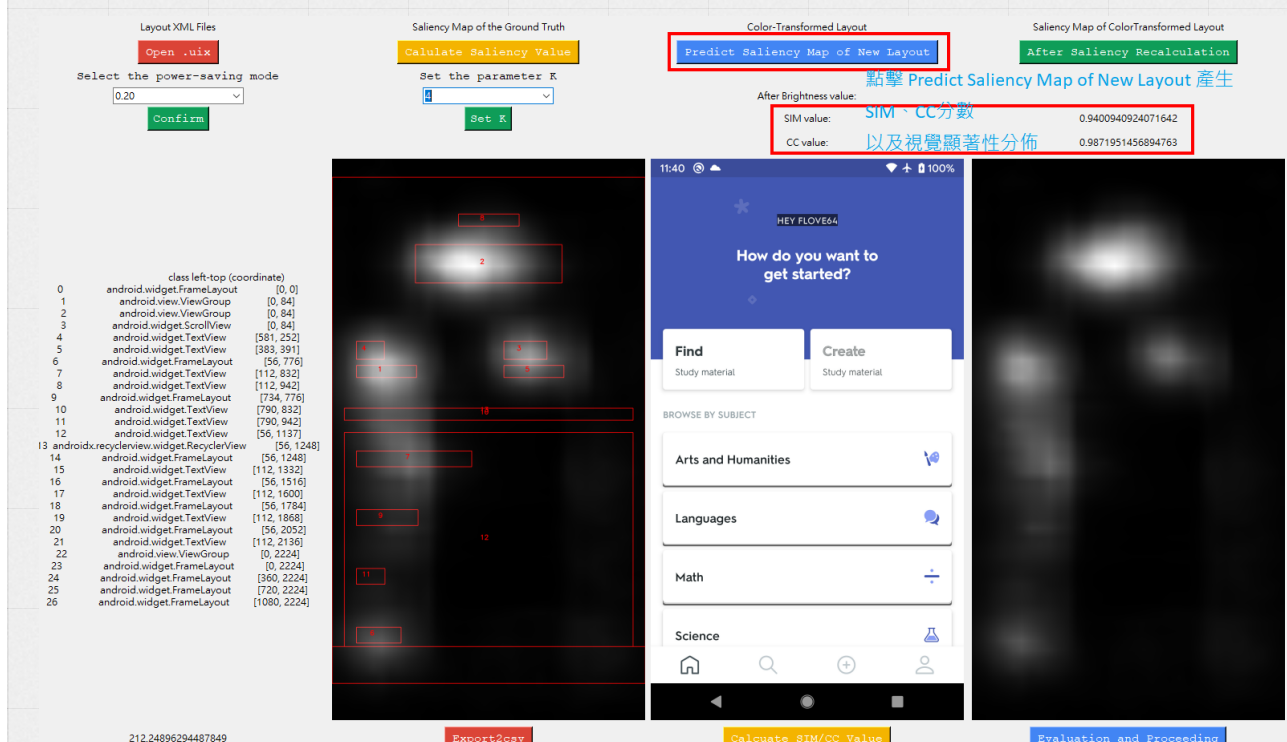 Layout XML Files
Saliency Map of the Ground Truth
Color-Transformed Layout
Saliency Map of ColorTransformed Layout
Open .uix
Calulate Saliency Value
Predict Saliency Map of New Layout
After Saliency Recalculation
Select the power-saving mode
Set the parameter K
點擊 Predict Saliency Map of New Layout 產生
0.20
4
After Brightness value:
Confirm
Set K
SIM value:
SIM、CC分數
0.9400940924071642
CC value:
以及視覺顯著性分佈
0.9871951456894763
class left-top (coordinate)
0 android.widget.FrameLayout [0, 0]
1 android.view.ViewGroup [0, 84]
2 android.view.ViewGroup [0, 84]
3 android.widget.ScrollView [0, 84]
4 android.widget.TextView [581, 252]
5 android.widget.TextView [383, 391]
6 android.widget.FrameLayout [56, 776]
7 android.widget.TextView [112, 832]
8 android.widget.TextView [112, 942]
9 android.widget.FrameLayout [734, 776]
10 android.widget.TextView [790, 832]
11 android.widget.TextView [790, 942]
12 android.widget.TextView [56, 1137]
13 androidx.recyclerview.widget.RecyclerView [56, 1248]
14 android.widget.FrameLayout [56, 1248]
15 android.widget.TextView [112, 1332]
16 android.widget.FrameLayout [56, 1516]
17 android.widget.TextView [112, 1600]
18 android.widget.FrameLayout [56, 1784]
19 android.widget.TextView [112, 1868]
20 android.widget.FrameLayout [56, 2052]
21 android.widget.TextView [112, 2136]
22 android.view.ViewGroup [0, 2224]
23 android.widget.FrameLayout [0, 2224]
24 android.widget.FrameLayout [360, 2224]
25 android.widget.FrameLayout [720, 2224]
26 android.widget.FrameLayout [1080, 2224]
2
1
7
12
11
11:40 100%
HEY FLOVE64
How do you want to
get started?
Find
Create
Study material
Study material
BROWSE BY SUBJECT
Arts and Humanities
Languages
Math
Science
212.24896294487849
Export2csv
Calcuate SIM/CC Value
Evaluation and Proceeding